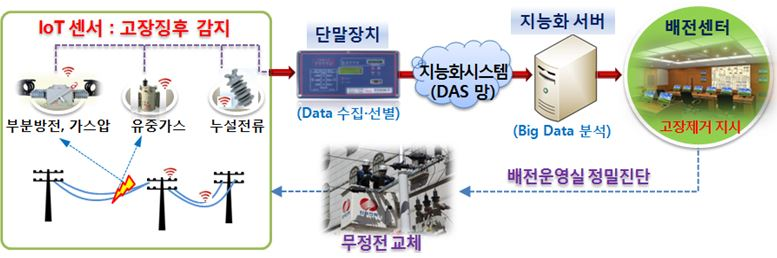 IoT 센서 : 고장징후 감지
부분방전, 가스압
유중가스
누설전류
단말장치
(Data 수집·선별)
지능화시스템
(DAS 망)
지능화 서버
(Big Data 분석)
배전센터
고장제거 지시
배전운영실 정밀진단
무정전 교체